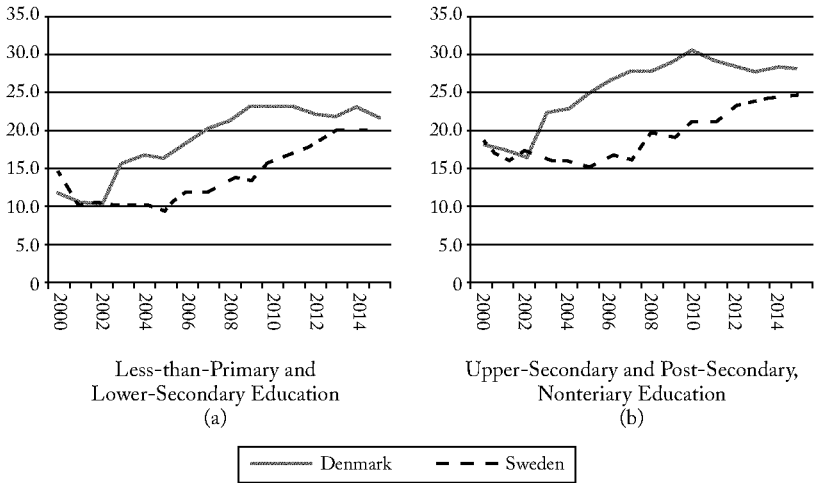 35.0
30.0
25.0
20.0
15.0
10.0
5.0
0
2000 2002 2004 2006 2008 2010 2012 2014
Less-than-Primary and
Lower-Secondary Education
(a)
35.0
30.0
25.0
20.0
15.0
10.0
5.0
0
2000 2002 2004 2006 2008 2010 2012 2014
Upper-Secondary and Post-Secondary,
Nonteriary Education
(b)
Denmark Sweden